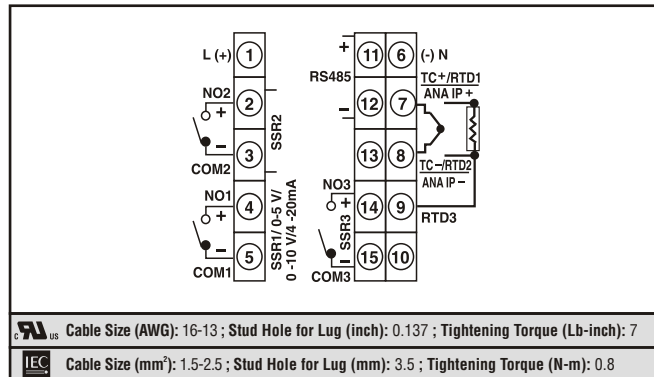 L (+) 1
NO2 + 2
SSR2
- 3
COM2
NO1 + 4
SSR1/ 0-5 V/
0 -10 V/4 -20mA
- 5
COM1
+ 11 6 (-) N
RS485
TC+/RTD1
ANA IP +
- 12 7
13 8
TC-/RTD2
ANA IP -
NO3 + 14 9 RTD3
SSR3
- 15 10
COM3
c RU us Cable Size (AWG): 16-13 ; Stud Hole for Lug (inch): 0.137 ; Tightening Torque (Lb-inch): 7
IEC Cable Size (mm²): 1.5-2.5 ; Stud Hole for Lug (mm): 3.5 ; Tightening Torque (N-m): 0.8